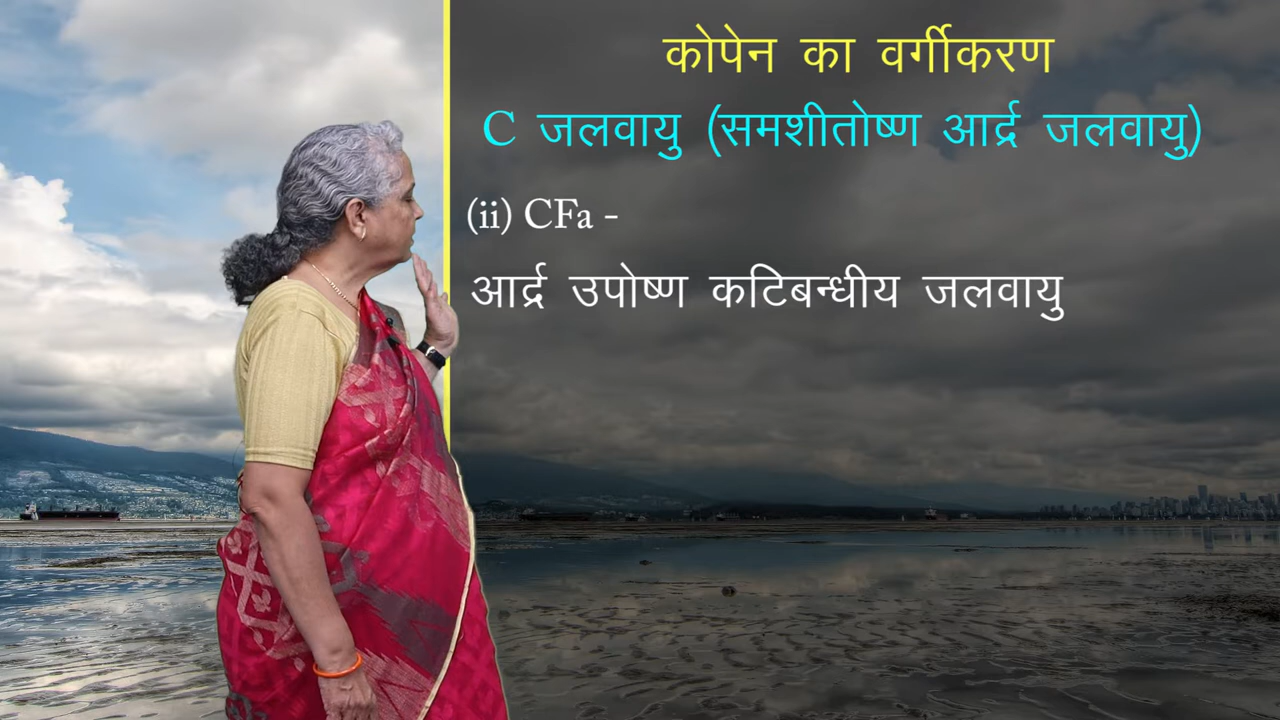 कोपेन का वर्गीकरण
C जलवायु (समशीतोष्ण आर्द्र जलवायु)
(ii) CFa -
आर्द्र उपोष्ण कटिबन्धीय जलवायु